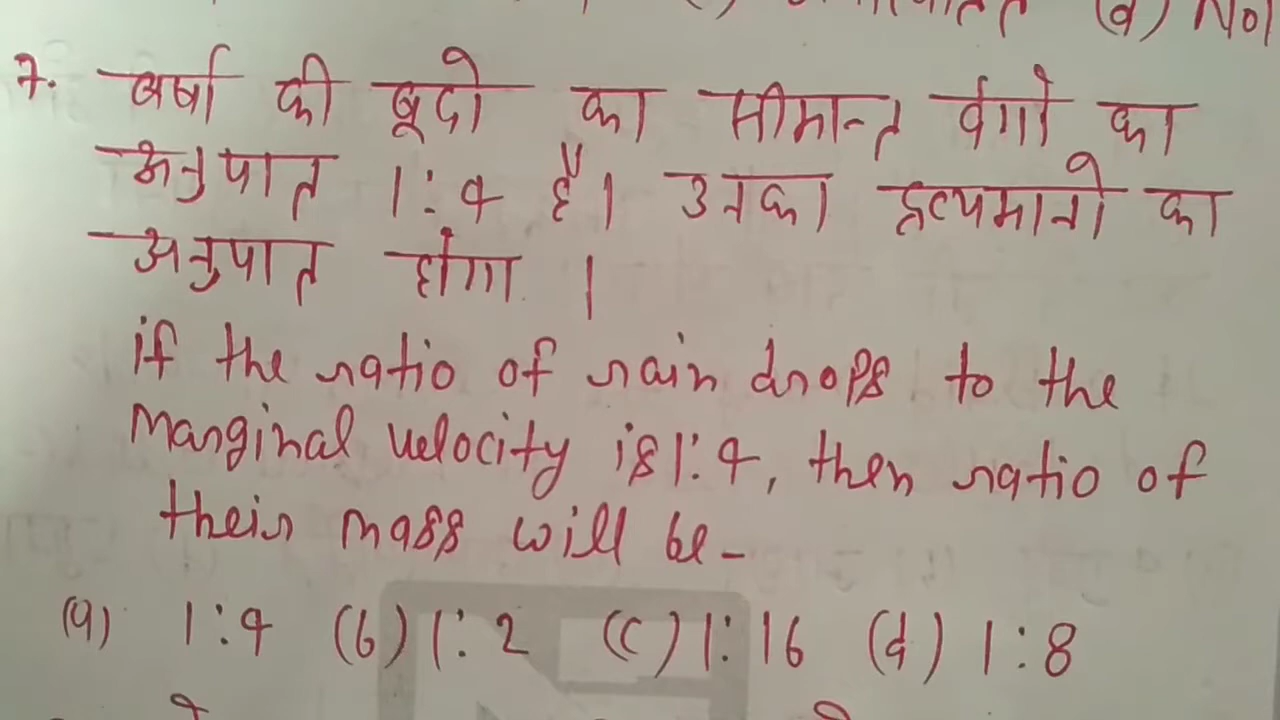 (d) Not
7. वर्षा की बूदो का सीमान्त वेगो का
अनुपात 1:4 है। उनका द्रव्यमानो का
अनुपात होगा ।
if the ratio of rain drops to the
marginal velocity is 1:4, then ratio of
their mass will be-
(a) 1:4 (b) 1:2 (c) 1:16 (d) 1:8